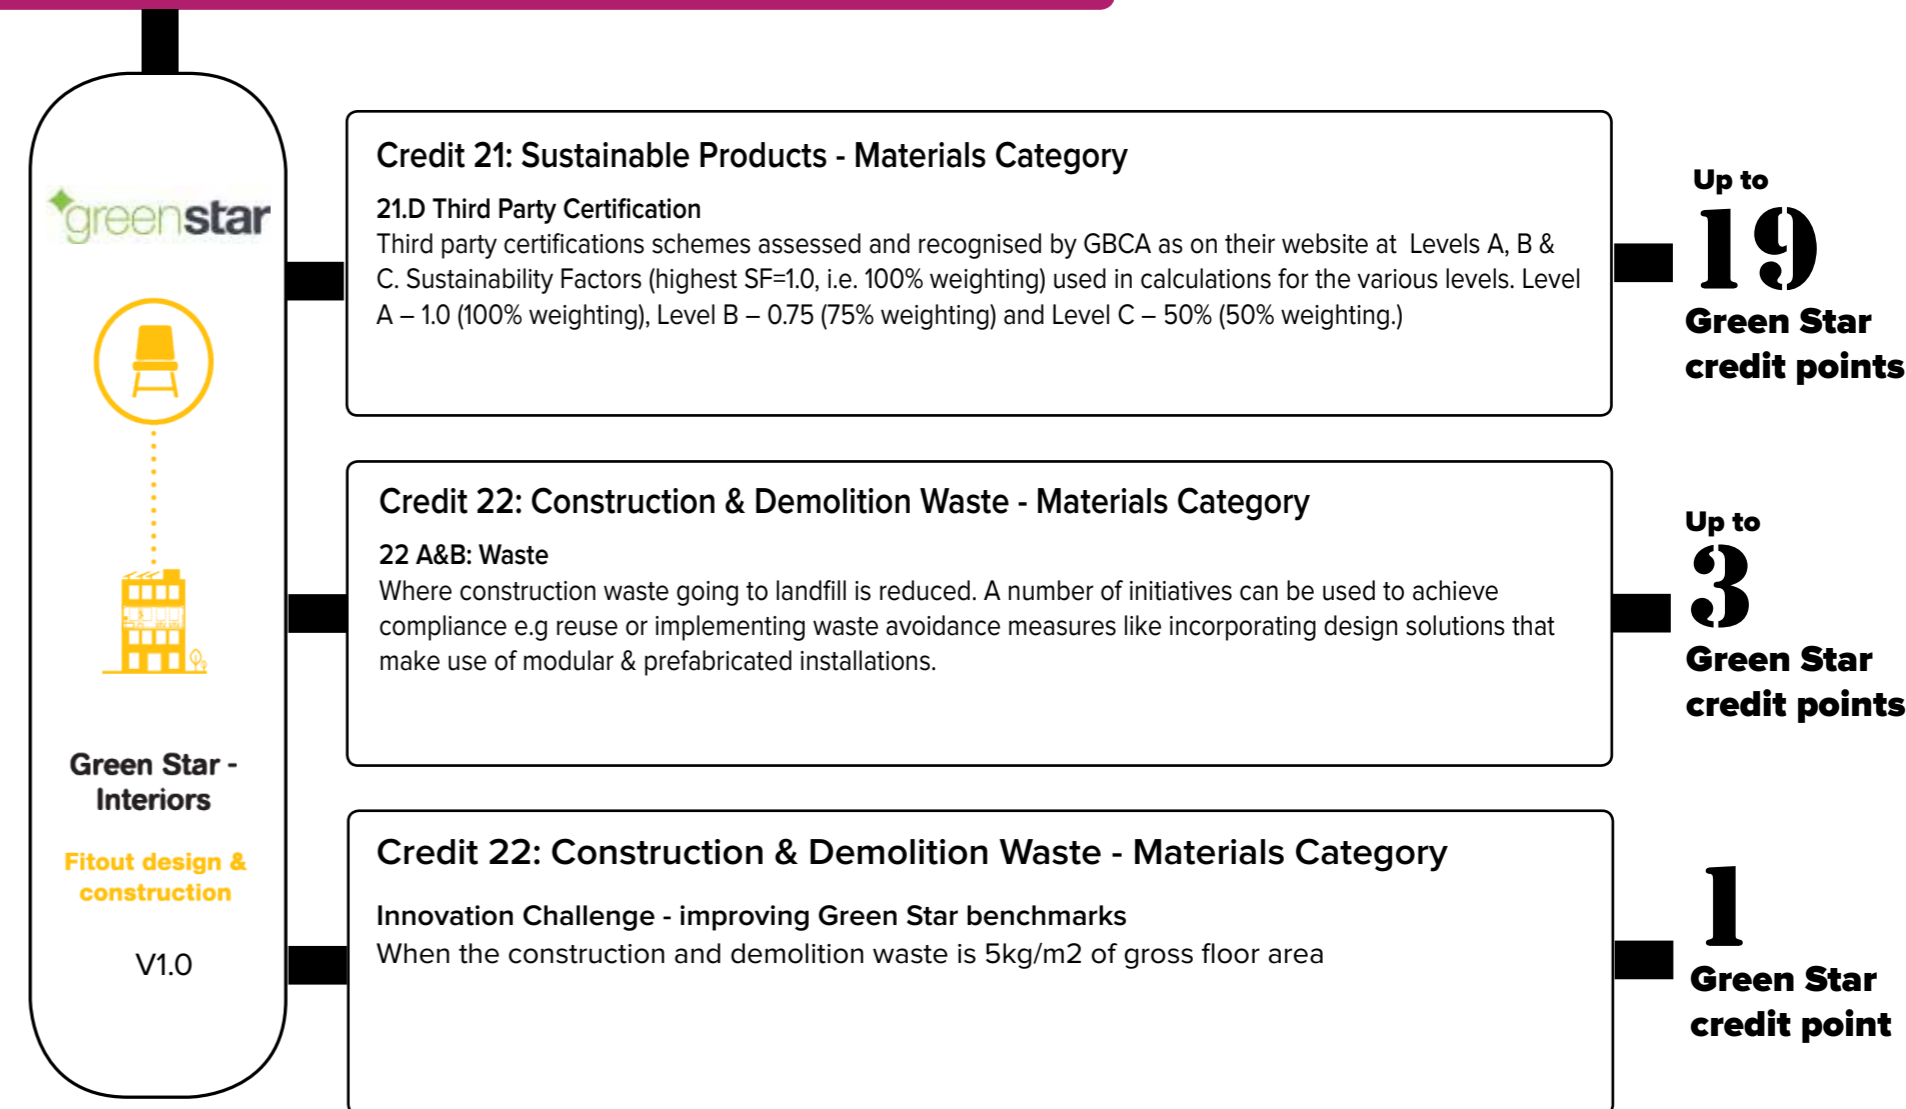 greenstar
Green Star -
Interiors
Fitout design &
construction
V1.0
Credit 21: Sustainable Products - Materials Category
21.D Third Party Certification
Third party certifications schemes assessed and recognised by GBCA as on their website at  Levels A, B &
C. Sustainability Factors (highest SF=1.0, i.e. 100% weighting) used in calculations for the various levels. Level
A – 1.0 (100% weighting), Level B – 0.75 (75% weighting) and Level C – 50% (50% weighting.)
Up to
19
Green Star
credit points
Credit 22: Construction & Demolition Waste - Materials Category
22 A&B: Waste
Where construction waste going to landfill is reduced. A number of initiatives can be used to achieve
compliance e.g reuse or implementing waste avoidance measures like incorporating design solutions that
make use of modular & prefabricated installations.
Up to
3
Green Star
credit points
Credit 22: Construction & Demolition Waste - Materials Category
Innovation Challenge - improving Green Star benchmarks
When the construction and demolition waste is 5kg/m2 of gross floor area
1
Green Star
credit point